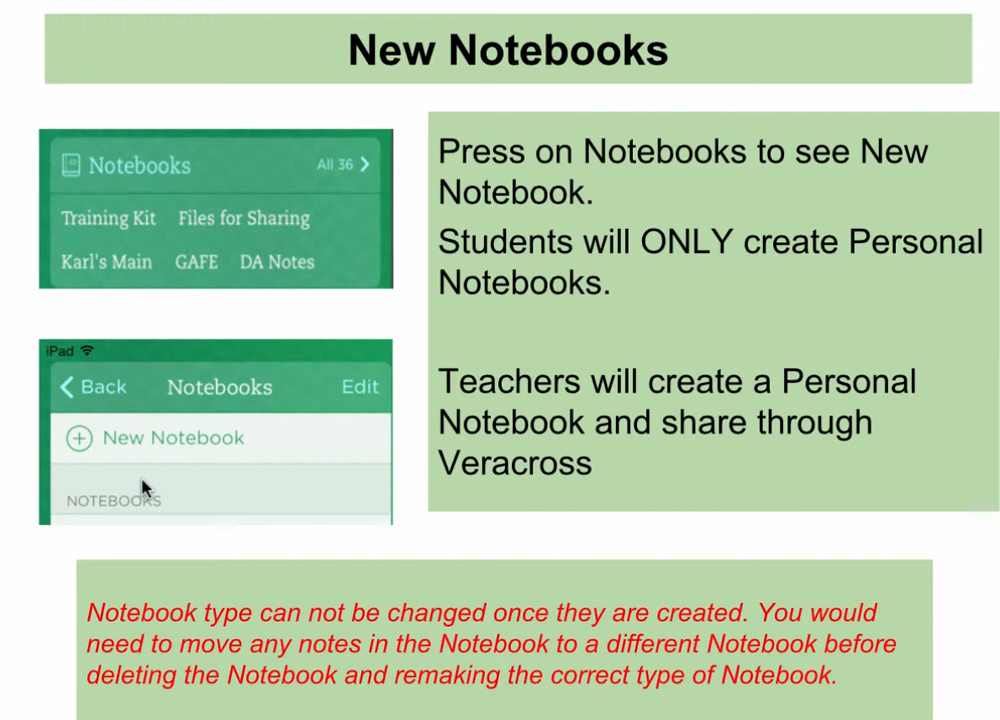 New Notebooks
Notebooks All 36
Training Kit Files for Sharing
Karl's Main GAFE DA Notes
iPad
Back Notebooks Edit
New Notebook
NOTEBOOKS
Press on Notebooks to see New
Notebook.
Students will ONLY create Personal
Notebooks.
Teachers will create a Personal
Notebook and share through
Veracross
Notebook type can not be changed once they are created. You would
need to move any notes in the Notebook to a different Notebook before
deleting the Notebook and remaking the correct type of Notebook.